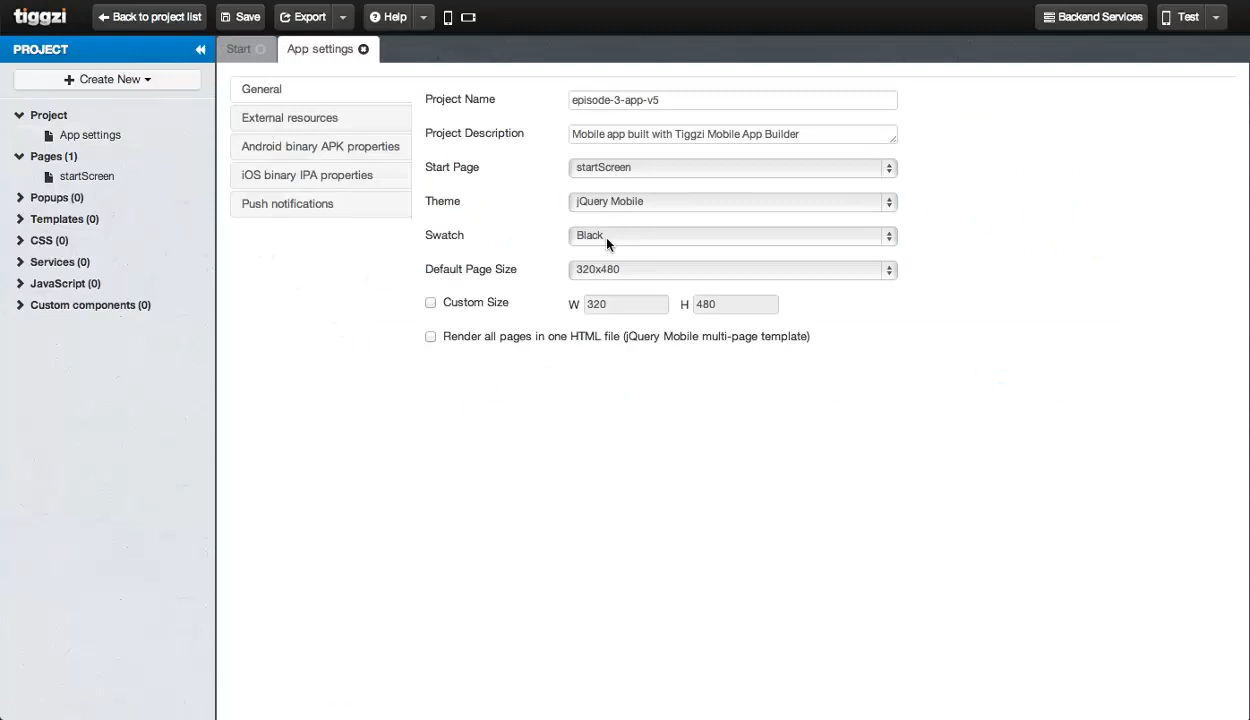 tiggzi
Back to project list
Save
Export
Help
Backend Services
Test
PROJECT
Start
App settings
Create New
Project
App settings
Pages (1)
startScreen
Popups (0)
Templates (0)
CSS (0)
Services (0)
JavaScript (0)
Custom components (0)
General
External resources
Android binary APK properties
iOS binary IPA properties
Push notifications
Project Name episode-3-app-v5
Project Description Mobile app built with Tiggzi Mobile App Builder
Start Page startScreen
Theme jQuery Mobile
Swatch Black
Default Page Size 320x480
Custom Size W 320 H 480
Render all pages in one HTML file (jQuery Mobile multi-page template)